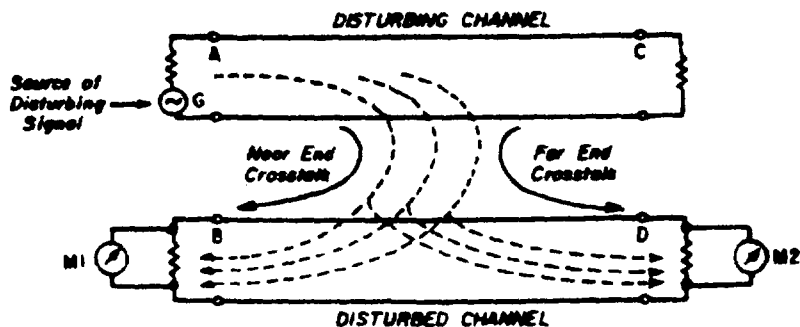 DISTURBING CHANNEL
A
C
Source of
Disturbing
Signal
G
Near End
Crosstalk
Far End
Crosstalk
B
D
M1
M2
DISTURBED CHANNEL